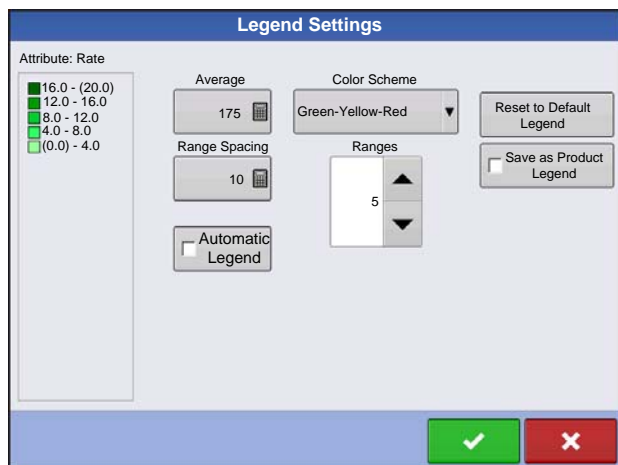 Legend Settings
Attribute: Rate
16.0 - (20.0)
12.0 - 16.0
8.0 - 12.0
4.0 - 8.0
(0.0) - 4.0
Average
175
Color Scheme
Green-Yellow-Red
Reset to Default
Legend
Range Spacing
10
Ranges
5
Save as Product
Legend
Automatic
Legend